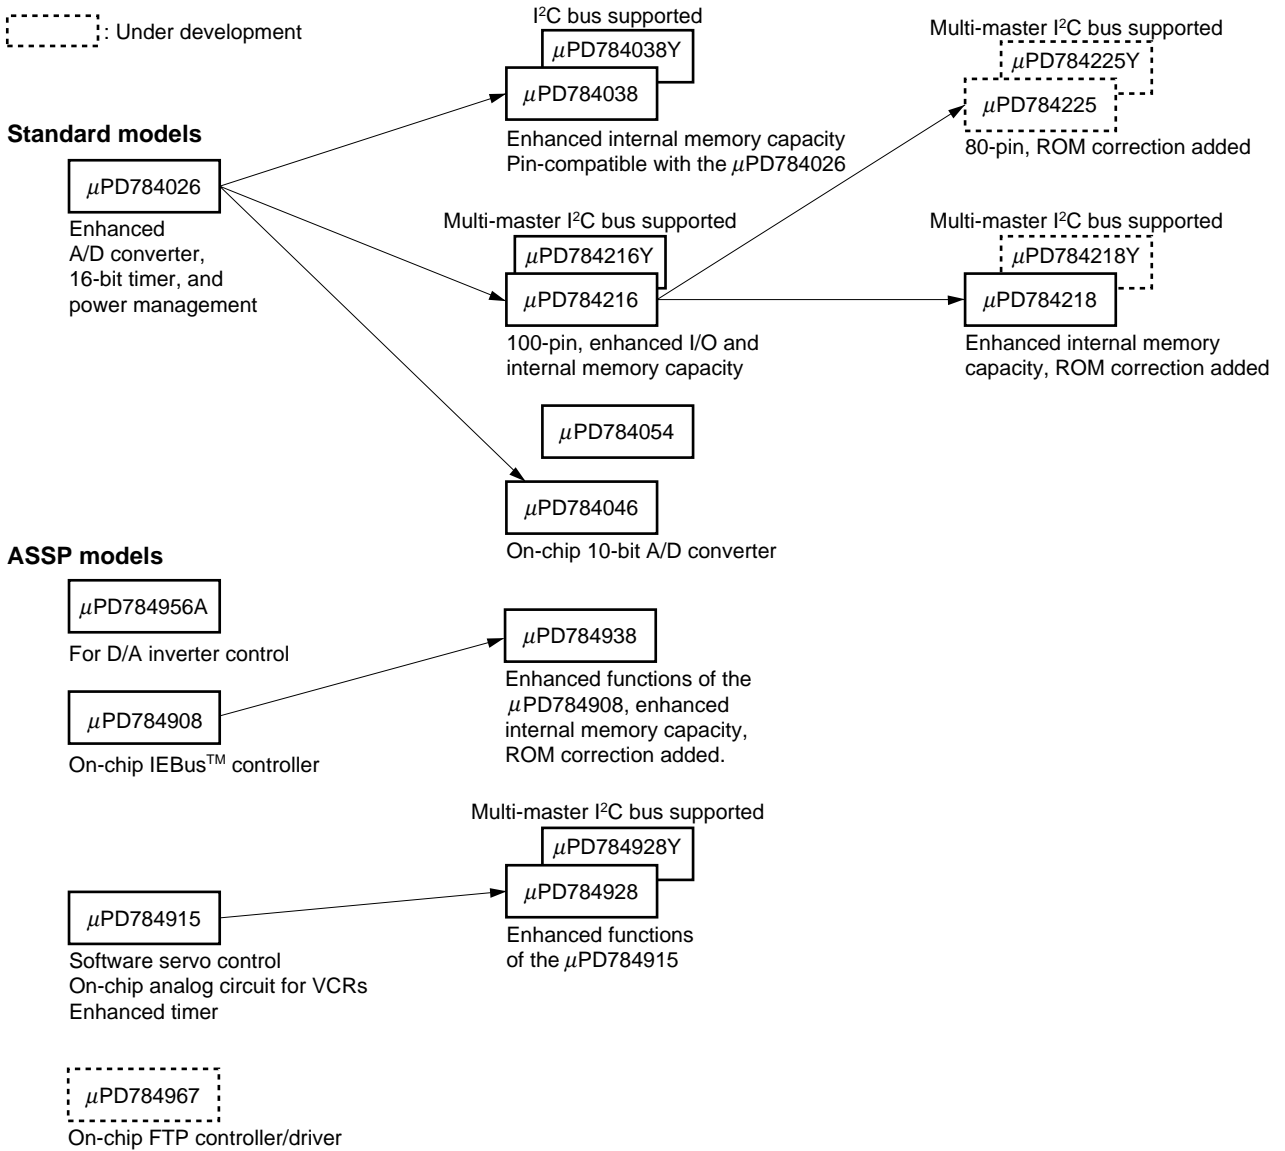 : Under development
I²C bus supported
μPD784038Y
μPD784038
Enhanced internal memory capacity
Pin-compatible with the μPD784026
Multi-master I²C bus supported
μPD784225Y
μPD784225
80-pin, ROM correction added
Standard models
μPD784026
Enhanced
A/D converter,
16-bit timer, and
power management
Multi-master I²C bus supported
μPD784216Y
μPD784216
100-pin, enhanced I/O and
internal memory capacity
Multi-master I²C bus supported
μPD784218Y
μPD784218
Enhanced internal memory
capacity, ROM correction added
μPD784054
μPD784046
On-chip 10-bit A/D converter
ASSP models
μPD784956A
For D/A inverter control
μPD784908
On-chip IEBus™ controller
μPD784938
Enhanced functions of the
μPD784908, enhanced
internal memory capacity,
ROM correction added.
Multi-master I²C bus supported
μPD784928Y
μPD784928
Enhanced functions
of the μPD784915
μPD784915
Software servo control
On-chip analog circuit for VCRs
Enhanced timer
μPD784967
On-chip FTP controller/driver